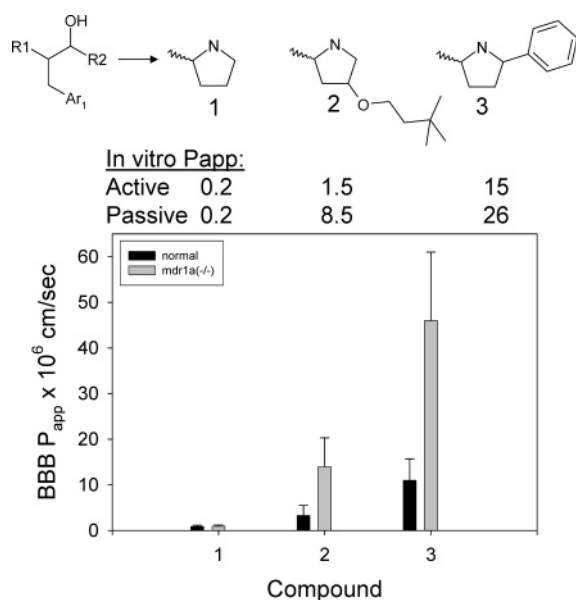 OH
R1
R2
Ar1
N
1
N
O
2
N
3
In vitro Papp:
Active 0.2 1.5 15
Passive 0.2 8.5 26
normal
mdr1a(-/-)
BBB Papp x 10^6 cm/sec
60
50
40
30
20
10
0
1 2 3
Compound